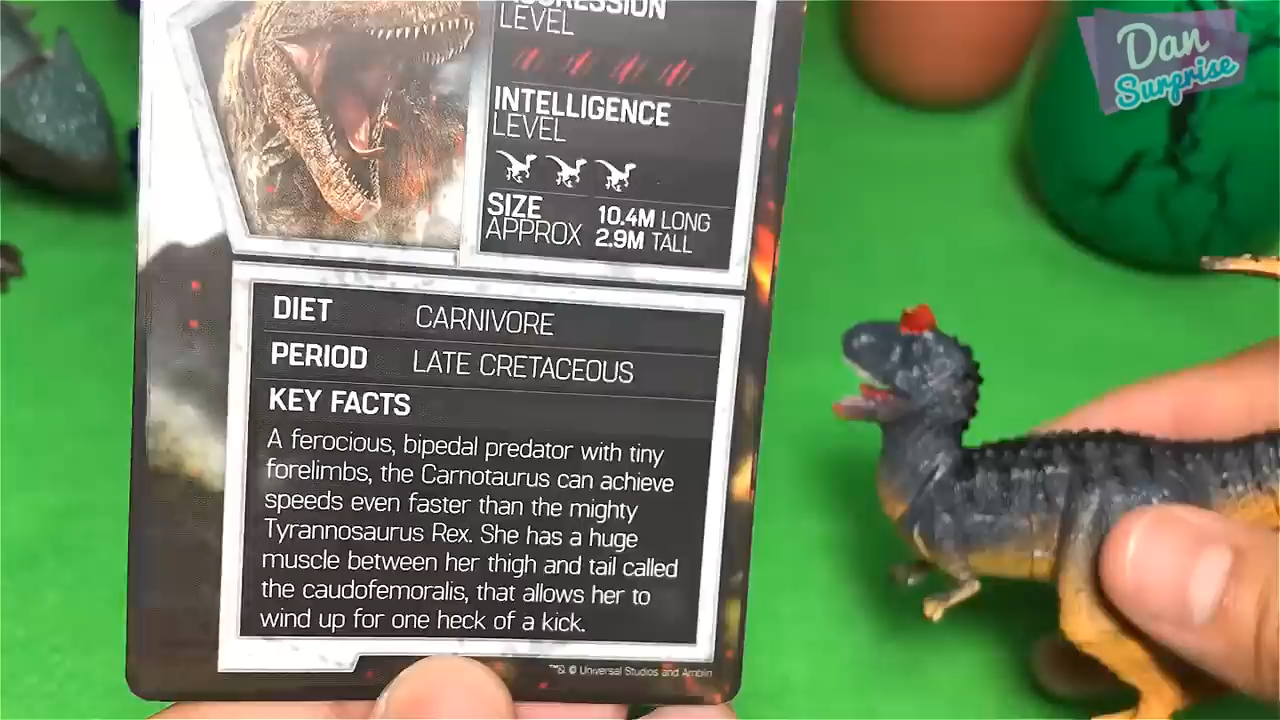 Dan
Surprise
LEVEL
INTELLIGENCE
LEVEL
SIZE
APPROX
10.4M LONG
2.9M TALL
DIET CARNIVORE
PERIOD LATE CRETACEOUS
KEY FACTS
A ferocious, bipedal predator with tiny
forelimbs, the Carnotaurus can achieve
speeds even faster than the mighty
Tyrannosaurus Rex. She has a huge
muscle between her thigh and tail called
the caudofemoralis, that allows her to
wind up for one heck of a kick.
™& © Universal Studios and Amblin